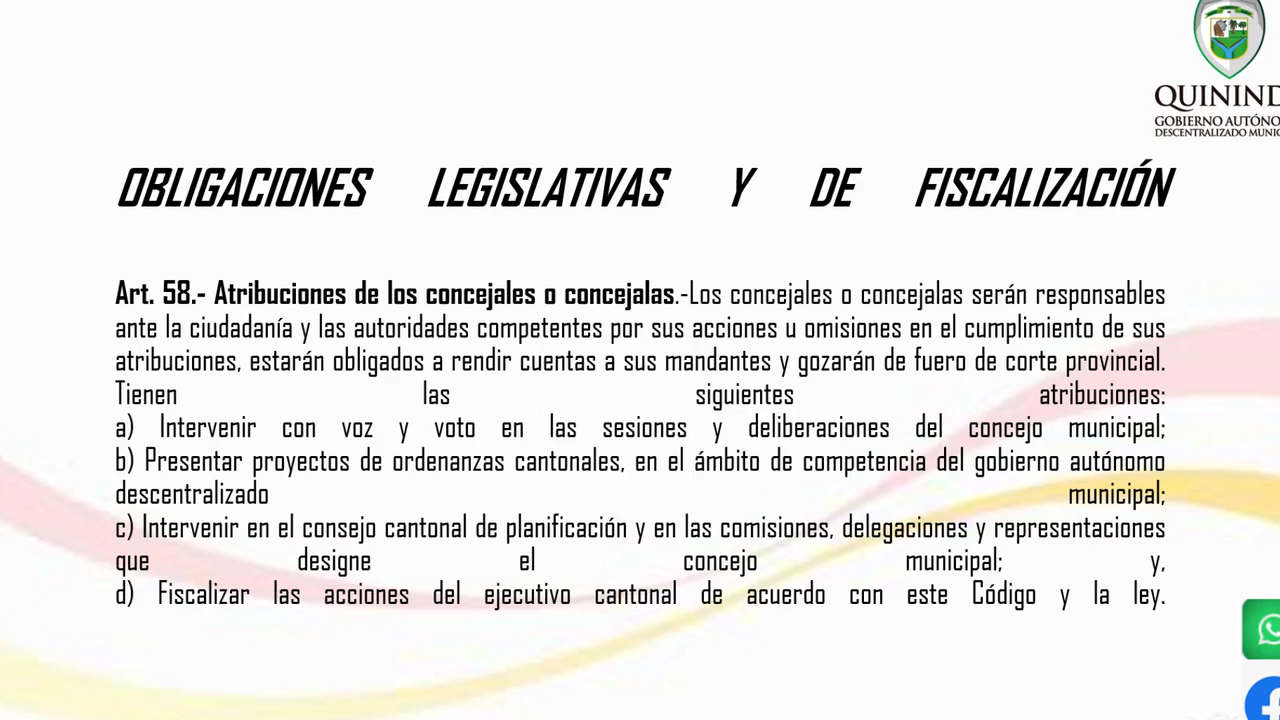 QUININD
GOBIERNO AUTÓNO
DESCENTRALIZADO MUNIC
OBLIGACIONES LEGISLATIVAS Y DE FISCALIZACIÓN
Art. 58.- Atribuciones de los concejales o concejalas.-Los concejales o concejalas serán responsables
ante la ciudadanía y las autoridades competentes por sus acciones u omisiones en el cumplimiento de sus
atribuciones, estarán obligados a rendir cuentas a sus mandantes y gozarán de fuero de corte provincial.
Tienen las siguientes atribuciones:
a) Intervenir con voz y voto en las sesiones y deliberaciones del concejo municipal;
b) Presentar proyectos de ordenanzas cantonales, en el ámbito de competencia del gobierno autónomo
descentralizado municipal;
c) Intervenir en el consejo cantonal de planificación y en las comisiones, delegaciones y representaciones
que designe el concejo municipal; y,
d) Fiscalizar las acciones del ejecutivo cantonal de acuerdo con este Código y la ley.